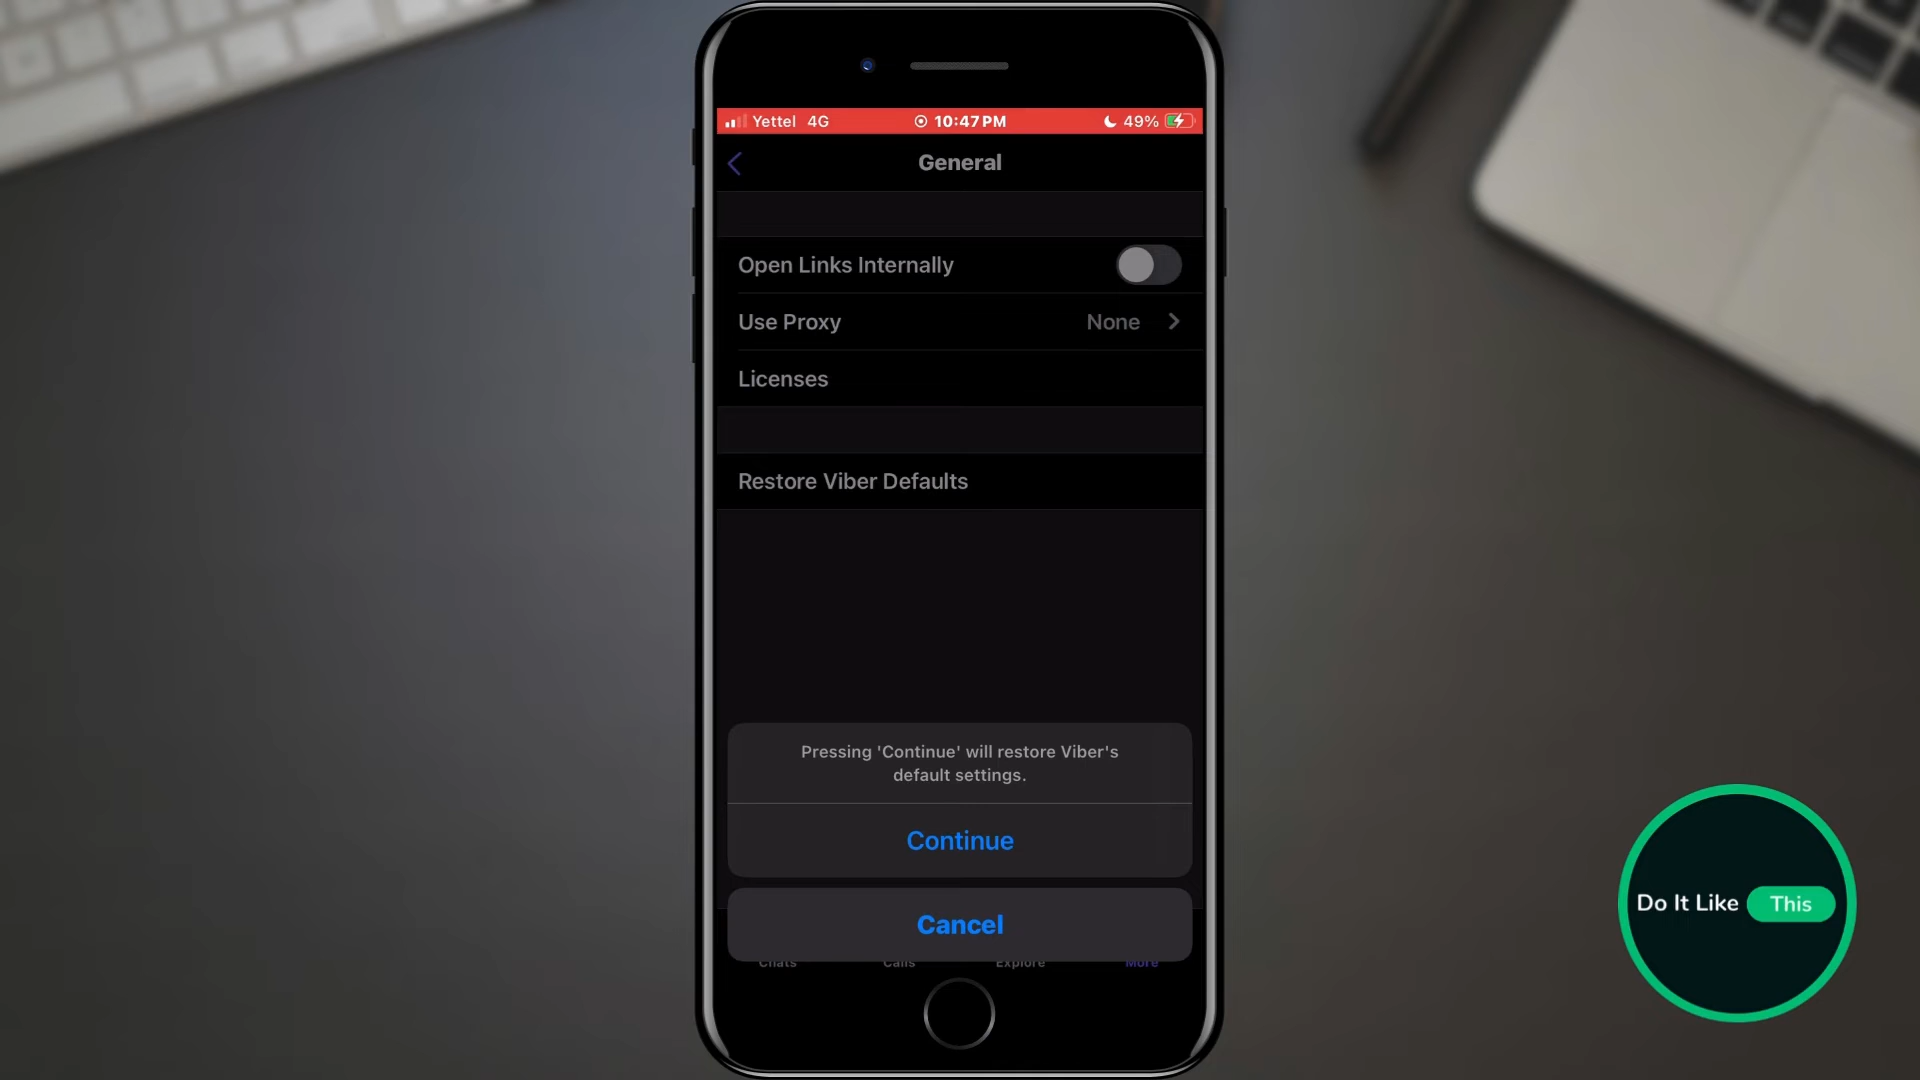 Yettel 4G 10:47 PM 49%
General
Open Links Internally
Use Proxy None
Licenses
Restore Viber Defaults
Pressing 'Continue' will restore Viber's
default settings.
Continue
Cancel
Chats Calls Explore More
Do It Like This